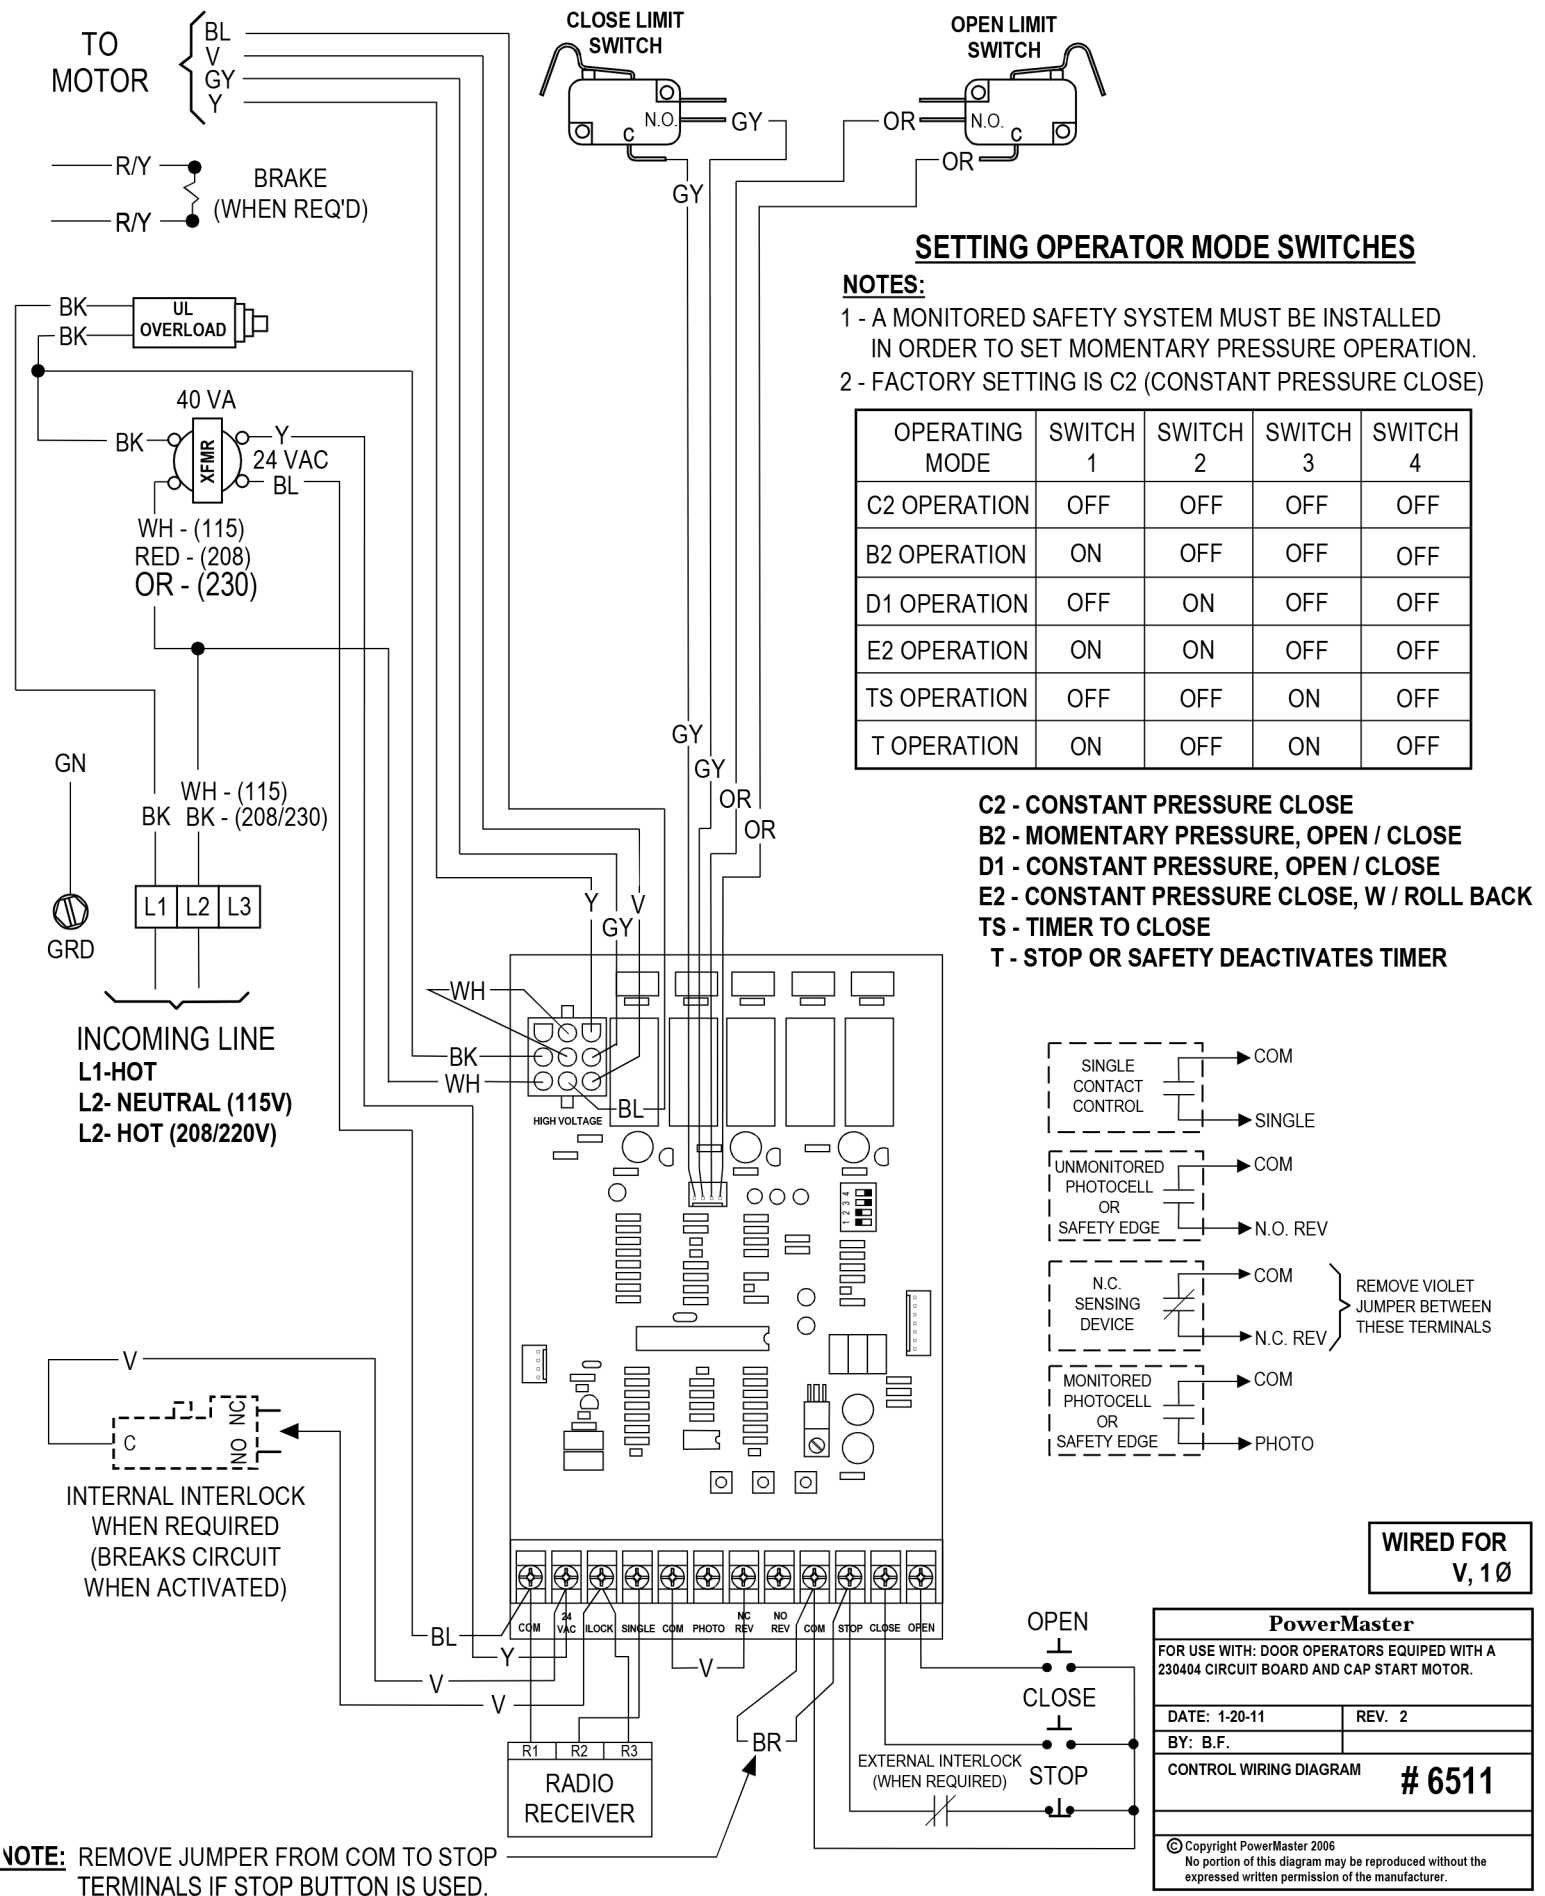 TO
MOTOR
BL
V
GY
Y
CLOSE LIMIT
SWITCH
N.O.
C
GY
GY
OPEN LIMIT
SWITCH
N.O.
C
OR
OR
R/Y
R/Y
BRAKE
(WHEN REQ'D)
SETTING OPERATOR MODE SWITCHES
NOTES:
1 - A MONITORED SAFETY SYSTEM MUST BE INSTALLED
IN ORDER TO SET MOMENTARY PRESSURE OPERATION.
2 - FACTORY SETTING IS C2 (CONSTANT PRESSURE CLOSE)
OPERATING MODE SWITCH 1 SWITCH 2 SWITCH 3 SWITCH 4
C2 OPERATION OFF OFF OFF OFF
B2 OPERATION ON OFF OFF OFF
D1 OPERATION OFF ON OFF OFF
E2 OPERATION ON ON OFF OFF
TS OPERATION OFF OFF ON OFF
T OPERATION ON OFF ON OFF
C2 - CONSTANT PRESSURE CLOSE
B2 - MOMENTARY PRESSURE, OPEN / CLOSE
D1 - CONSTANT PRESSURE, OPEN / CLOSE
E2 - CONSTANT PRESSURE CLOSE, W / ROLL BACK
TS - TIMER TO CLOSE
T - STOP OR SAFETY DEACTIVATES TIMER
BK
BK
UL
OVERLOAD
40 VA
BK
XFMR
Y
24 VAC
BL
WH - (115)
RED - (208)
OR - (230)
GN
GRD
WH - (115)
BK
BK - (208/230)
L1 L2 L3
INCOMING LINE
L1-HOT
L2- NEUTRAL (115V)
L2- HOT (208/220V)
GY
GY
OR
OR
Y
GY
V
WH
BK
WH
BL
HIGH VOLTAGE
1 2 3 4
SINGLE
CONTACT
CONTROL
COM
SINGLE
UNMONITORED
PHOTOCELL
OR
SAFETY EDGE
COM
N.O. REV
N.C.
SENSING
DEVICE
COM
N.C. REV
REMOVE VIOLET
JUMPER BETWEEN
THESE TERMINALS
MONITORED
PHOTOCELL
OR
SAFETY EDGE
COM
PHOTO
V
C
NC
NO
INTERNAL INTERLOCK
WHEN REQUIRED
(BREAKS CIRCUIT
WHEN ACTIVATED)
COM
24
VAC
ILOCK
SINGLE
COM
PHOTO
NC
REV
NO
REV
COM
STOP
CLOSE
OPEN
BL
Y
V
V
V
BR
R1 R2 R3
RADIO
RECEIVER
OPEN
CLOSE
STOP
EXTERNAL INTERLOCK
(WHEN REQUIRED)
NOTE: REMOVE JUMPER FROM COM TO STOP
TERMINALS IF STOP BUTTON IS USED.
WIRED FOR
V, 1Ø
PowerMaster
FOR USE WITH: DOOR OPERATORS EQUIPED WITH A
230404 CIRCUIT BOARD AND CAP START MOTOR.
DATE: 1-20-11
REV. 2
BY: B.F.
CONTROL WIRING DIAGRAM
# 6511
© Copyright PowerMaster 2006
No portion of this diagram may be reproduced without the
expressed written permission of the manufacturer.